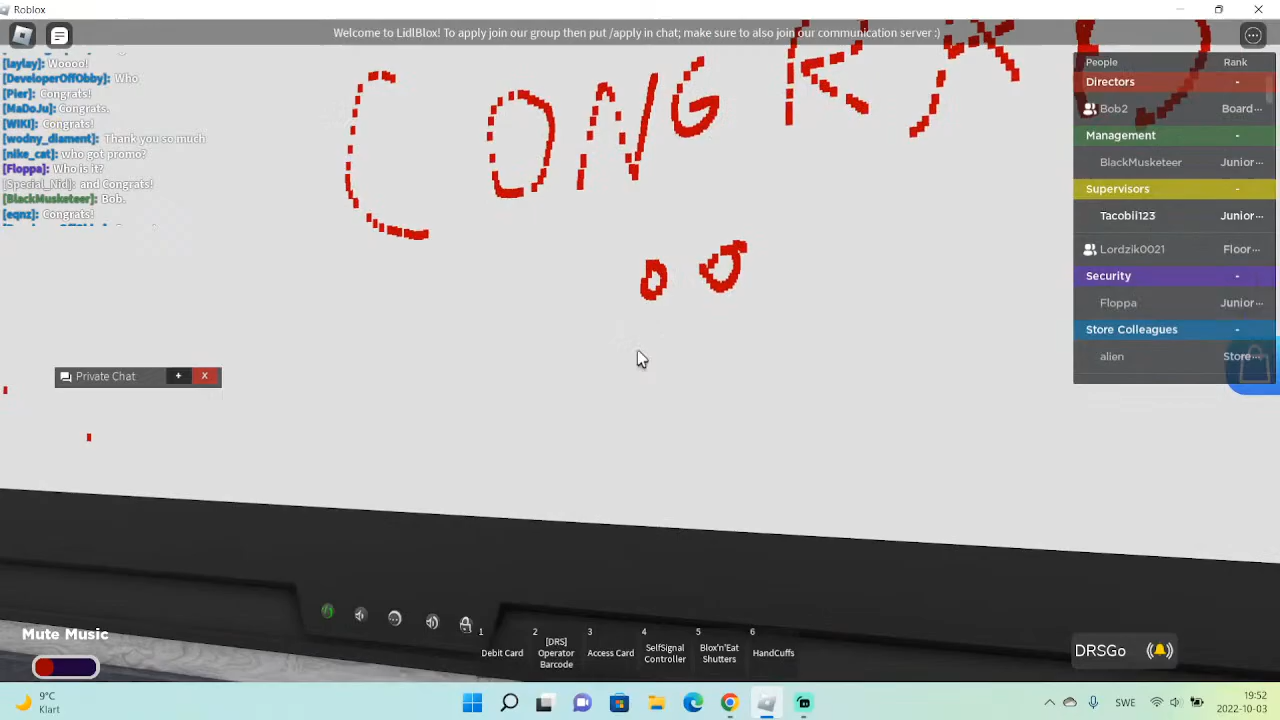 Roblox
Welcome to LidlBlox! To apply join our group then put /apply in chat; make sure to also join our communication server :)
[laylay]: Woooo!
[DeveloperOffObby]: Who
[Pier]: Congrats!
[MaDoJu]: Congrats.
[WIKI]: Congrats!
[wodny_diament]: Thank you so much
[nike_cat]: who got promo?
[Floppa]: Who is it?
[Special_Nid]: and Congrats!
[BlackMusketeer]: Bob.
[eqnz]: Congrats!
CONG
People Rank
Directors -
Bob2 Board...
Management -
BlackMusketeer Junior...
Supervisors -
Tacobii123 Junior...
Lordzik0021 Floor...
Security -
Floppa Junior...
Store Colleagues -
alien Store...
Private Chat + X
Mute Music
1 Debit Card
2 [DRS] Operator Barcode
3 Access Card
4 SelfSignal Controller
5 Blox'n'Eat Shutters
6 HandCuffs
DRSGo
9°C
Klart
SWE
19:52
2022-10-03